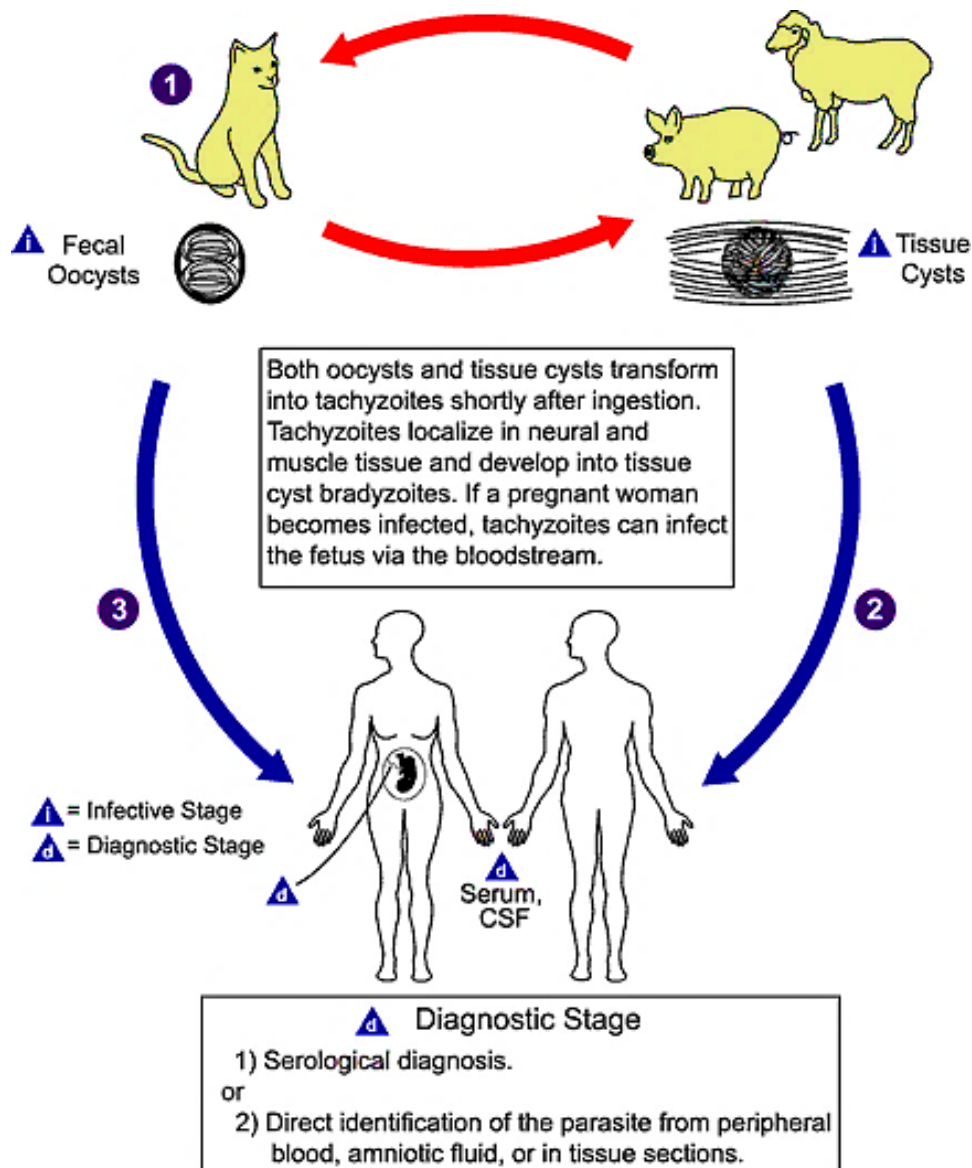 1
i Fecal
Oocysts
i Tissue
Cysts
Both oocysts and tissue cysts transform
into tachyzoites shortly after ingestion.
Tachyzoites localize in neural and
muscle tissue and develop into tissue
cyst bradyzoites. If a pregnant woman
becomes infected, tachyzoites can infect
the fetus via the bloodstream.
3
2
i = Infective Stage
d = Diagnostic Stage
d
d
Serum,
CSF
d Diagnostic Stage
1) Serological diagnosis.
or
2) Direct identification of the parasite from peripheral
blood, amniotic fluid, or in tissue sections.